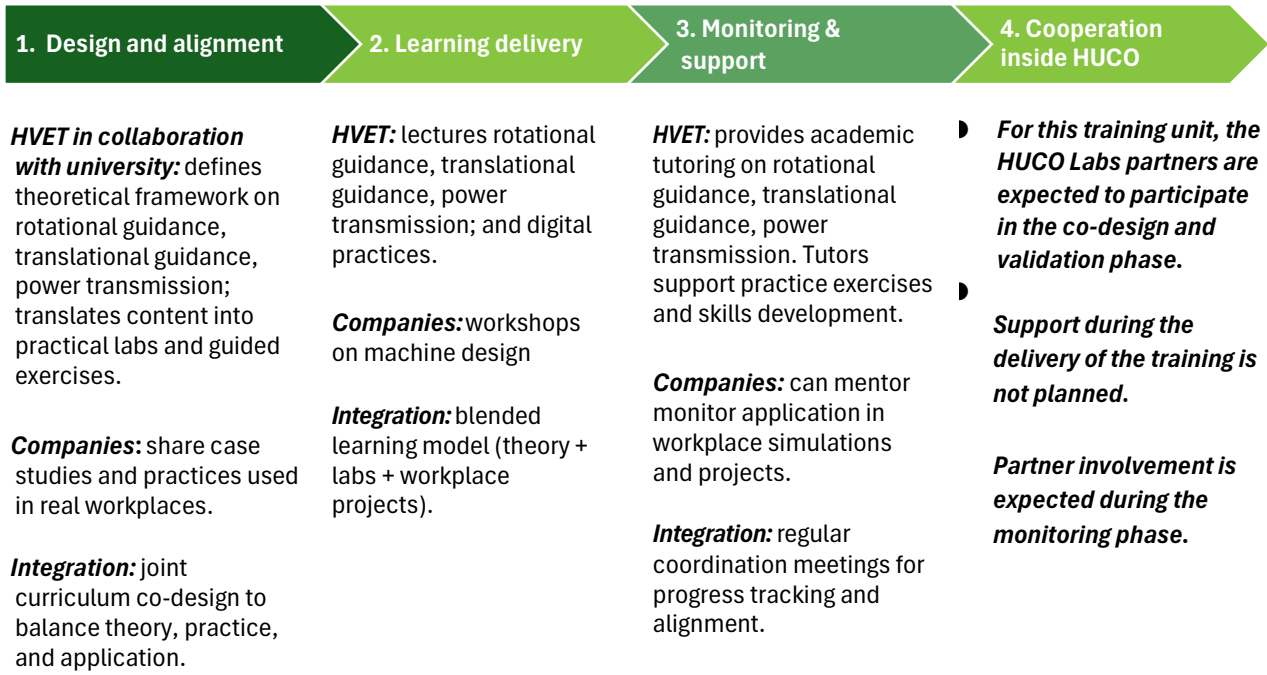 1. Design and alignment
2. Learning delivery
3. Monitoring &
support
4. Cooperation
inside HUCO
HVET in collaboration
with university: defines
theoretical framework on
rotational guidance,
translational guidance,
power transmission;
translates content into
practical labs and guided
exercises.
Companies: share case
studies and practices used
in real workplaces.
Integration: joint
curriculum co-design to
balance theory, practice,
and application.
HVET: lectures rotational
guidance, translational
guidance, power
transmission; and digital
practices.
Companies: workshops
on machine design
Integration: blended
learning model (theory +
labs + workplace
projects).
HVET: provides academic
tutoring on rotational
guidance, translational
guidance, power
transmission. Tutors
support practice exercises
and skills development.
Companies: can mentor
monitor application in
workplace simulations
and projects.
Integration: regular
coordination meetings for
progress tracking and
alignment.
For this training unit, the
HUCO Labs partners are
expected to participate
in the co-design and
validation phase.
Support during the
delivery of the training is
not planned.
Partner involvement is
expected during the
monitoring phase.